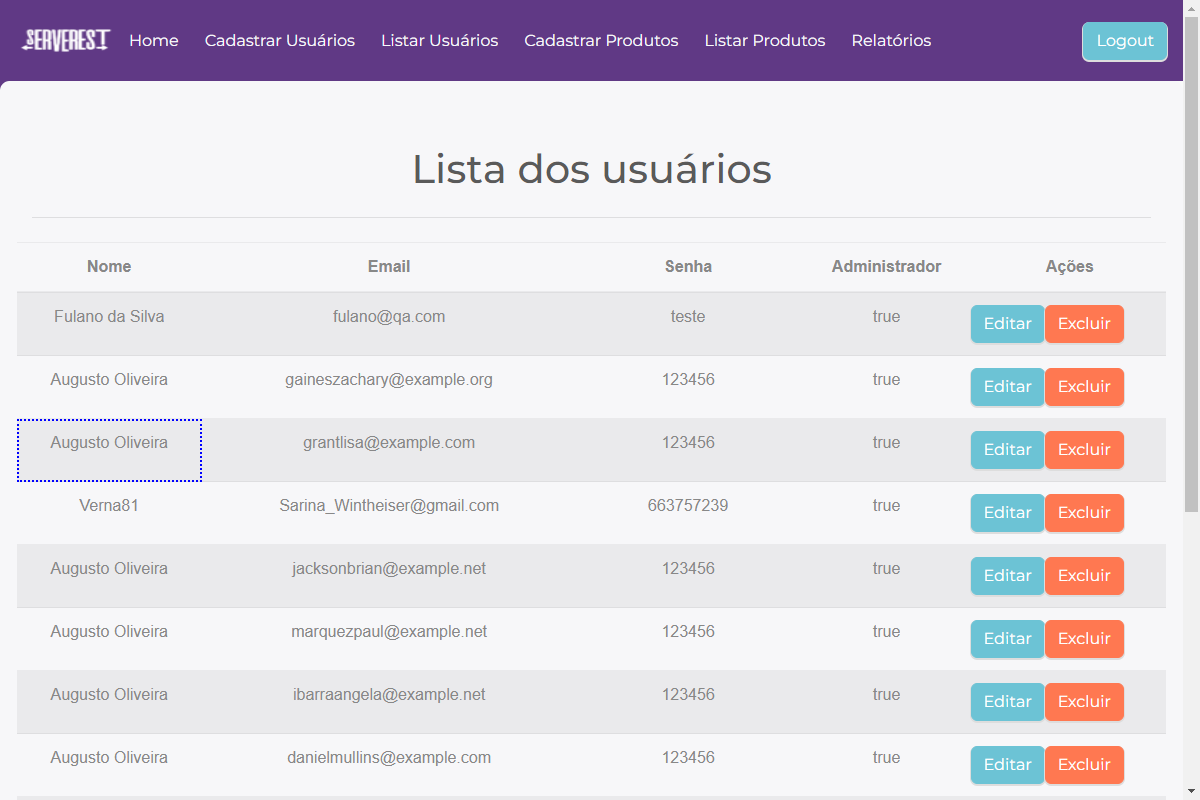 SERVEREST Home Cadastrar Usuários Listar Usuários Cadastrar Produtos Listar Produtos Relatórios Logout
Lista dos usuários
Nome Email Senha Administrador Ações
Fulano da Silva fulano@qa.com teste true Editar Excluir
Augusto Oliveira gaineszachary@example.org 123456 true Editar Excluir
Augusto Oliveira grantlisa@example.com 123456 true Editar Excluir
Verna81 Sarina_Wintheiser@gmail.com 663757239 true Editar Excluir
Augusto Oliveira jacksonbrian@example.net 123456 true Editar Excluir
Augusto Oliveira marquezpaul@example.net 123456 true Editar Excluir
Augusto Oliveira ibarraangela@example.net 123456 true Editar Excluir
Augusto Oliveira danielmullins@example.com 123456 true Editar Excluir